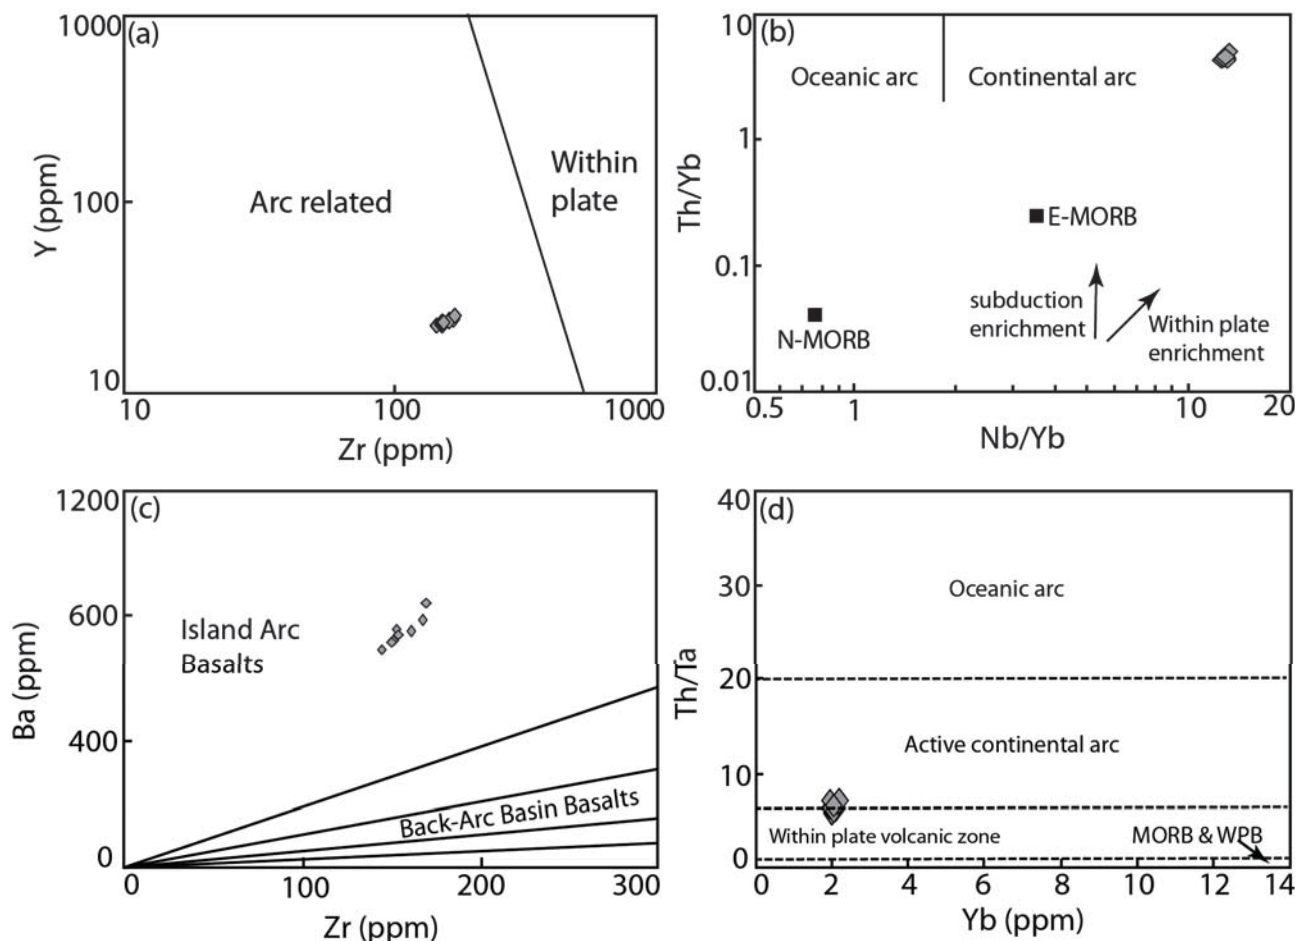 (a)
1000
100
10
Y (ppm)
Arc related
Within
plate
10
100
1000
Zr (ppm)
(b)
10
1
0.1
0.01
Th/Yb
Oceanic arc
Continental arc
E-MORB
N-MORB
subduction
enrichment
Within plate
enrichment
0.5
1
10
20
Nb/Yb
(c)
1200
600
400
0
Ba (ppm)
Island Arc
Basalts
Back-Arc Basin Basalts
0
100
200
300
Zr (ppm)
(d)
40
30
20
10
0
Th/Ta
Oceanic arc
Active continental arc
Within plate volcanic zone
MORB & WPB
0
2
4
6
8
10
12
14
Yb (ppm)